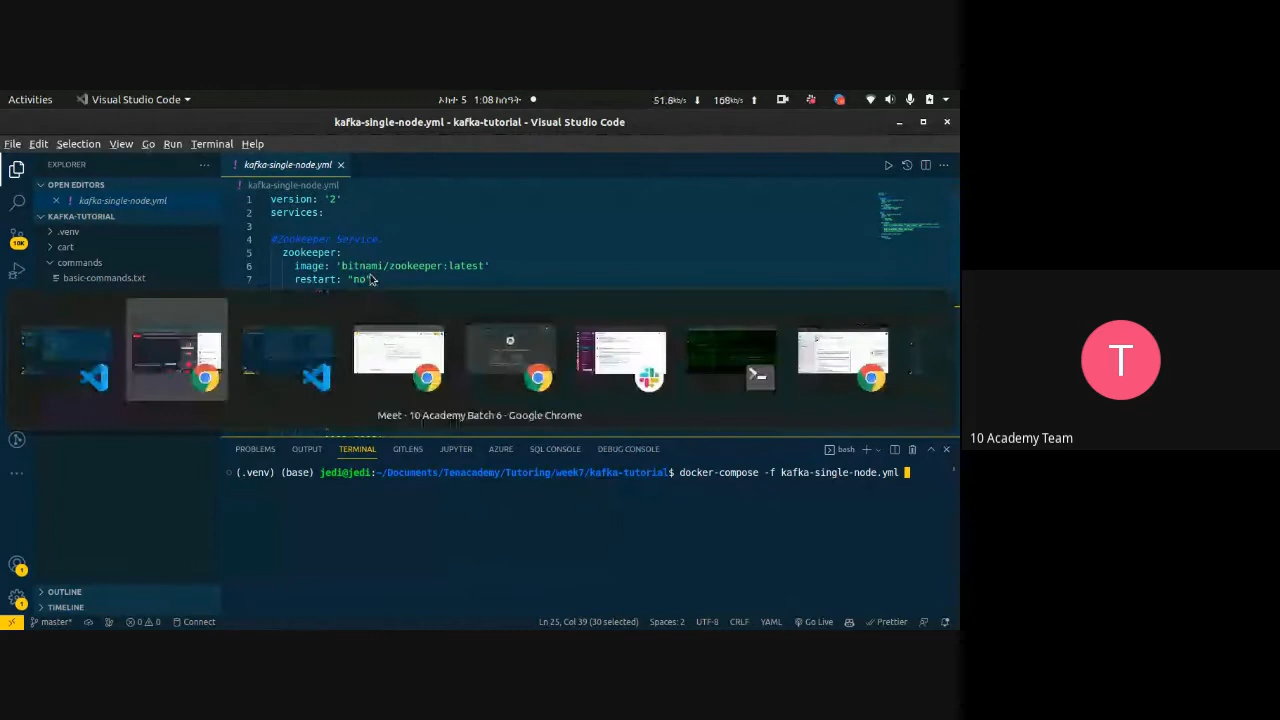 Activities
Visual Studio Code
1:08
51.8kb/s
168kb/s
kafka-single-node.yml - kafka-tutorial - Visual Studio Code
File Edit Selection View Go Run Terminal Help
EXPLORER
kafka-single-node.yml
OPEN EDITORS
kafka-single-node.yml
KAFKA-TUTORIAL
.venv
cart
commands
basic-commands.txt
10K
kafka-single-node.yml
1 version: '2'
2 services:
3
4 #Zookeeper Service.
5 zookeeper:
6 image: 'bitnami/zookeeper:latest'
7 restart: "no"
Meet - 10 Academy Batch 6 - Google Chrome
PROBLEMS OUTPUT TERMINAL GITLENS JUPYTER AZURE SQL CONSOLE DEBUG CONSOLE
bash
(.venv) (base) jedi@jedi:~/Documents/Tenacademy/Tutoring/week7/kafka-tutorial$ docker-compose -f kafka-single-node.yml
1
1
OUTLINE
TIMELINE
master* 0 0 Connect
Ln 25, Col 39 (30 selected) Spaces: 2 UTF-8 CRLF YAML Go Live Prettier
T
10 Academy Team